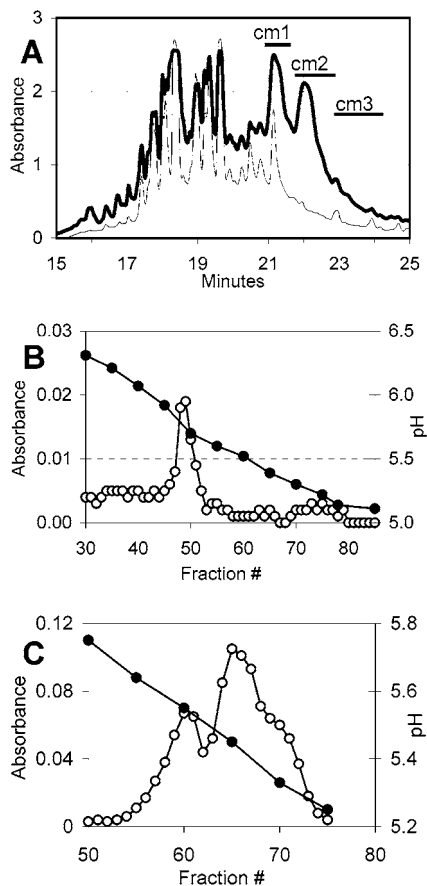 A
3
2
1
0
Absorbance
cm1
cm2
cm3
15 17 19 21 23 25
Minutes
B
0.03
0.02
0.01
0.00
Absorbance
6.5
6.0
5.5
5.0
pH
30 40 50 60 70 80
Fraction #
C
0.12
0.08
0.04
0
Absorbance
5.8
5.6
5.4
5.2
pH
50 60 70 80
Fraction #